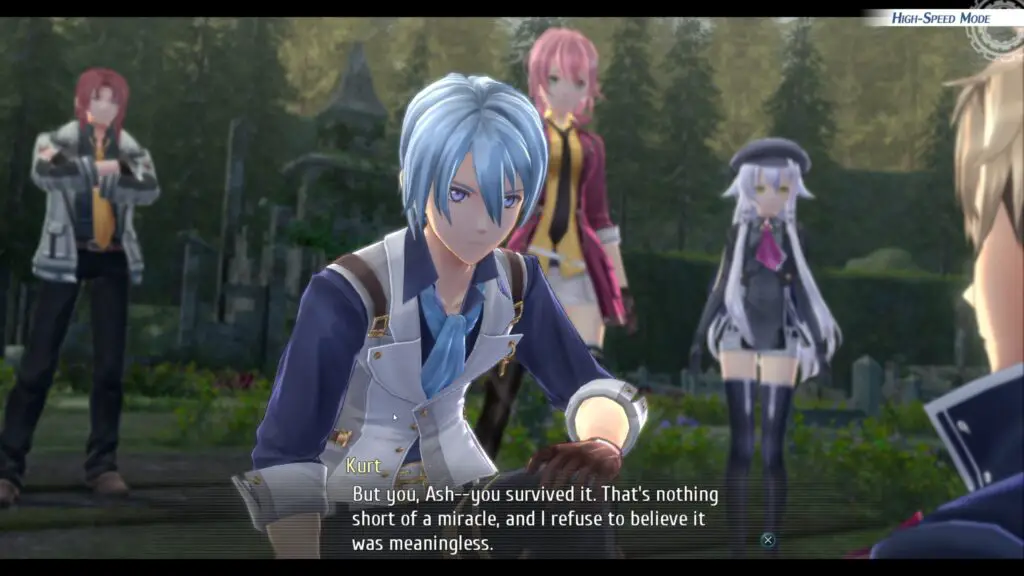 HIGH-SPEED MODE
Kurt
But you, Ash--you survived it. That's nothing
short of a miracle, and I refuse to believe it
was meaningless.